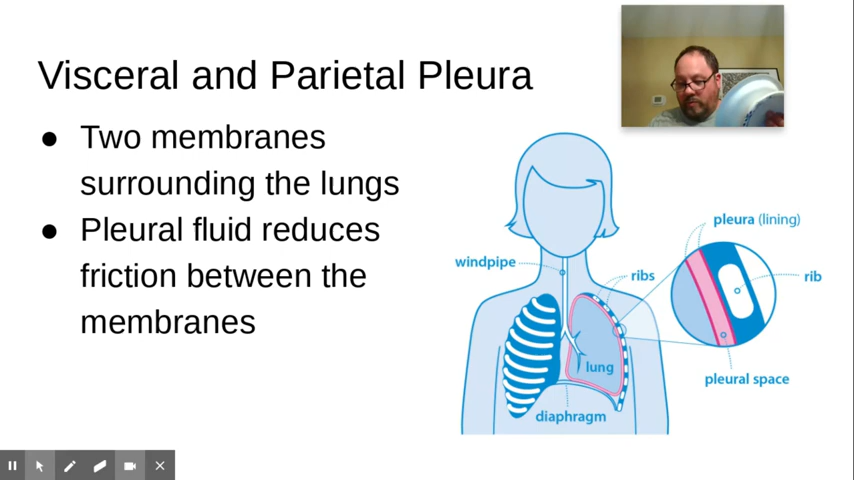 Visceral and Parietal Pleura
● Two membranes
surrounding the lungs
● Pleural fluid reduces
friction between the
membranes
pleura (lining)
windpipe
ribs
rib
lung
pleural space
diaphragm